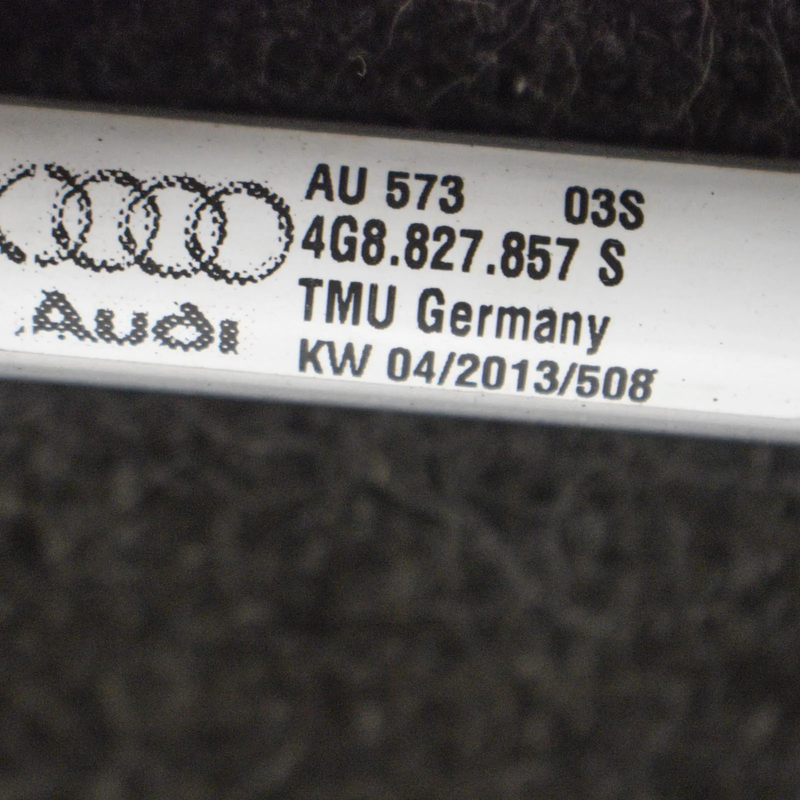 AU 573 03S
4G8.827.857 S
TMU Germany
KW 04/2013/508
Audi